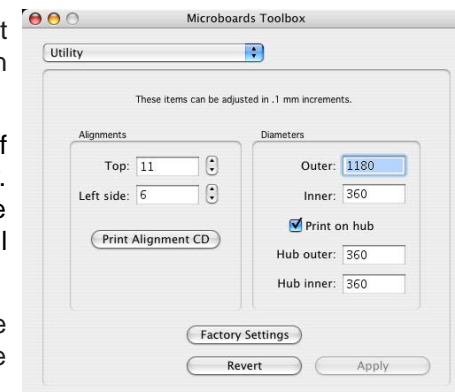 Microboards Toolbox
Utility
These items can be adjusted in .1 mm increments.
Alignments
Top: 11
Left side: 6
Print Alignment CD
Diameters
Outer: 1180
Inner: 360
Print on hub
Hub outer: 360
Hub inner: 360
Factory Settings
Revert
Apply